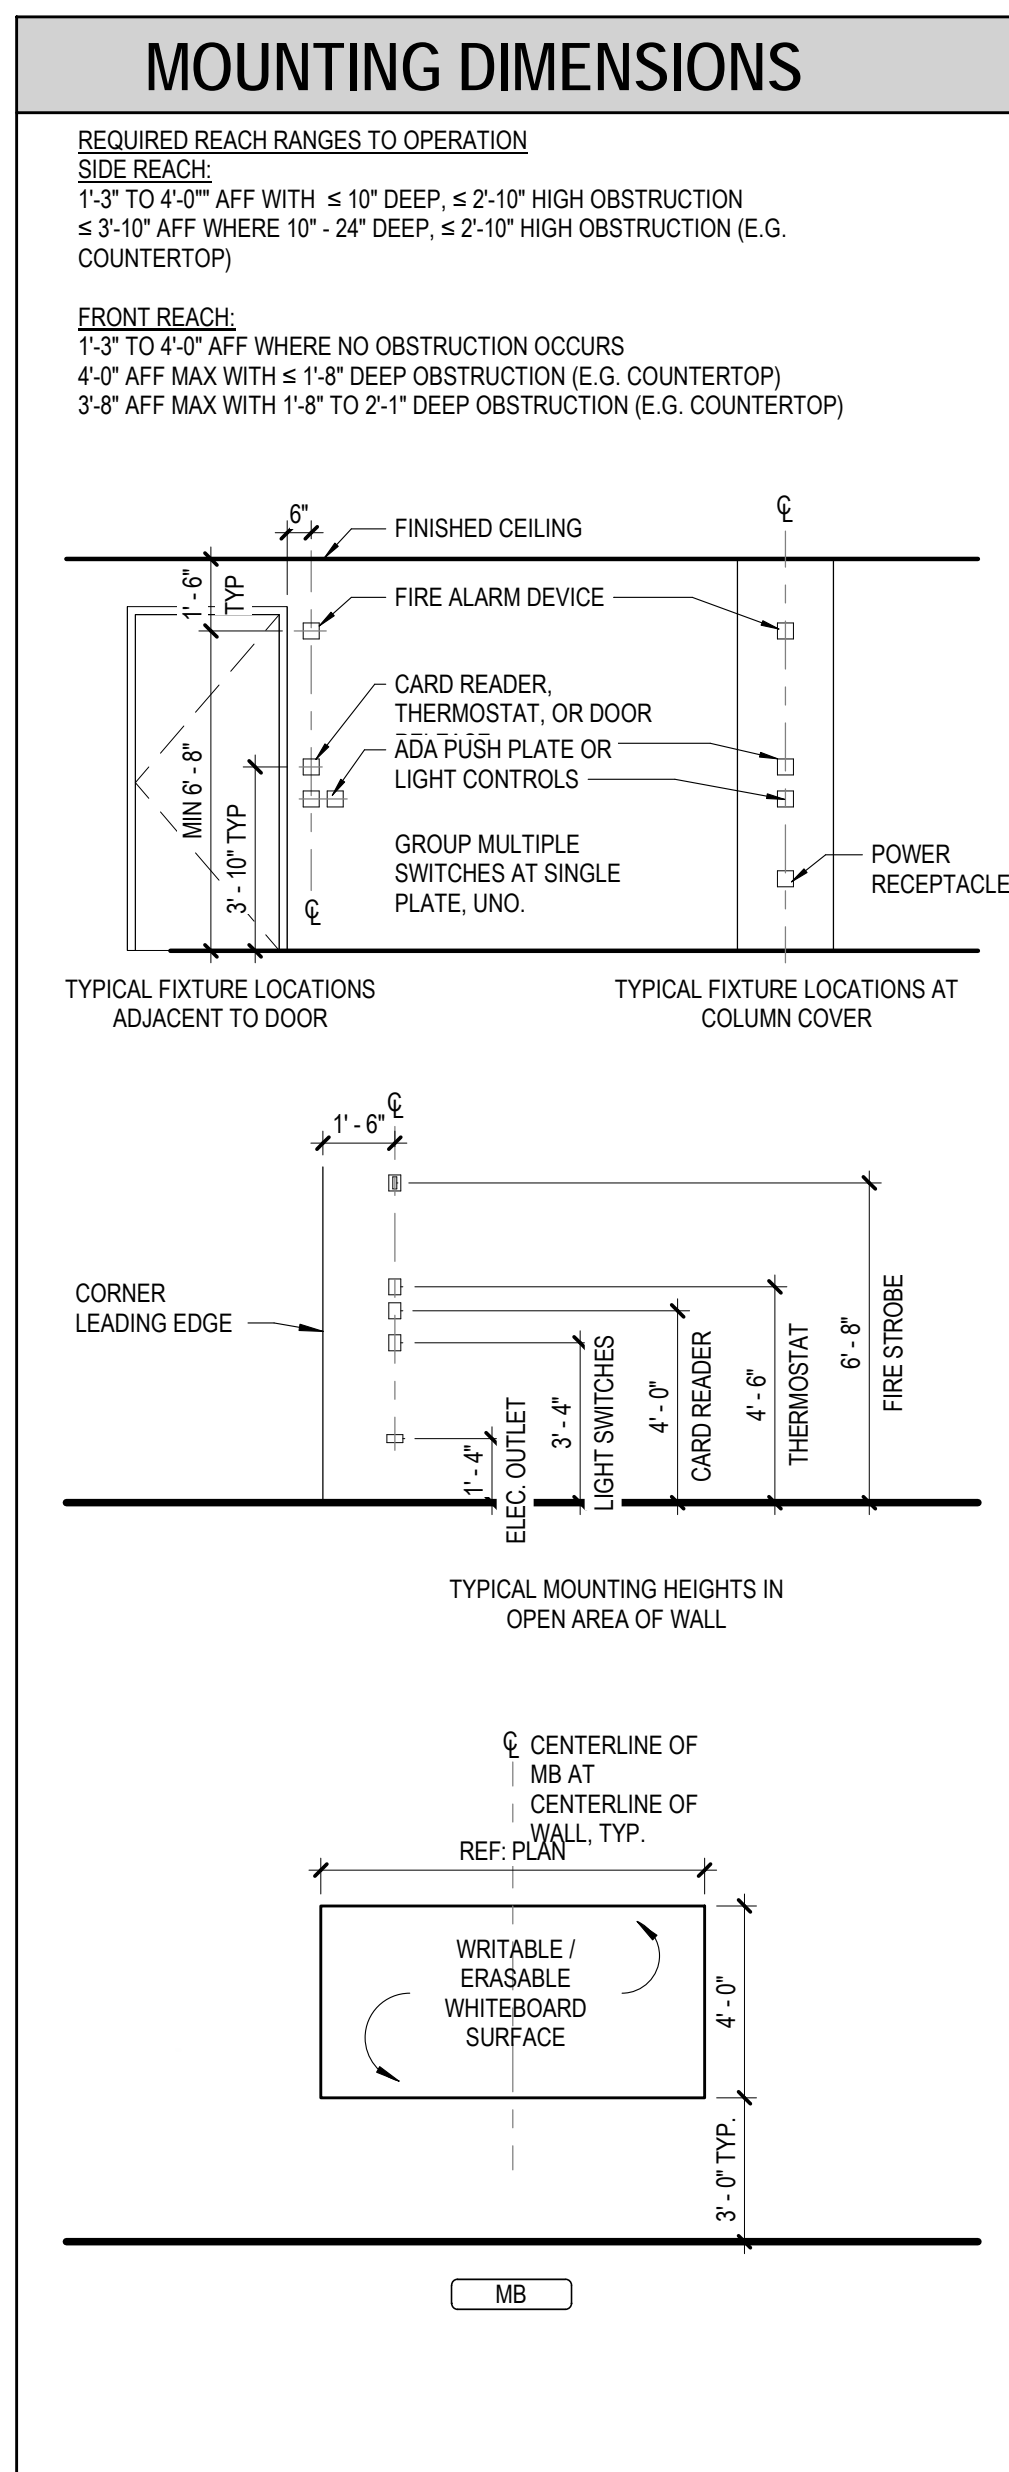 MOUNTING DIMENSIONS
REQUIRED REACH RANGES TO OPERATION
SIDE REACH:
1'-3" TO 4'-0"" AFF WITH ≤ 10" DEEP, ≤ 2'-10" HIGH OBSTRUCTION
≤ 3'-10" AFF WHERE 10" - 24" DEEP, ≤ 2'-10" HIGH OBSTRUCTION (E.G.
COUNTERTOP)
FRONT REACH:
1'-3" TO 4'-0" AFF WHERE NO OBSTRUCTION OCCURS
4'-0" AFF MAX WITH ≤ 1'-8" DEEP OBSTRUCTION (E.G. COUNTERTOP)
3'-8" AFF MAX WITH 1'-8" TO 2'-1" DEEP OBSTRUCTION (E.G. COUNTERTOP)
6"
FINISHED CEILING
℄
1' - 6"
TYP
FIRE ALARM DEVICE
CARD READER,
THERMOSTAT, OR DOOR
ADA PUSH PLATE OR
LIGHT CONTROLS
MIN 6' - 8"
3' - 10" TYP
GROUP MULTIPLE
SWITCHES AT SINGLE
PLATE, UNO.
℄
POWER
RECEPTACLE
TYPICAL FIXTURE LOCATIONS
ADJACENT TO DOOR
TYPICAL FIXTURE LOCATIONS AT
COLUMN COVER
℄
1' - 6"
CORNER
LEADING EDGE
1' - 4"
ELEC. OUTLET
3' - 4"
LIGHT SWITCHES
4' - 0"
CARD READER
4' - 6"
THERMOSTAT
6' - 8"
FIRE STROBE
TYPICAL MOUNTING HEIGHTS IN
OPEN AREA OF WALL
℄ CENTERLINE OF
MB AT
CENTERLINE OF
WALL, TYP.
REF: PLAN
WRITABLE /
ERASABLE
WHITEBOARD
SURFACE
4' - 0"
3' - 0" TYP.
MB